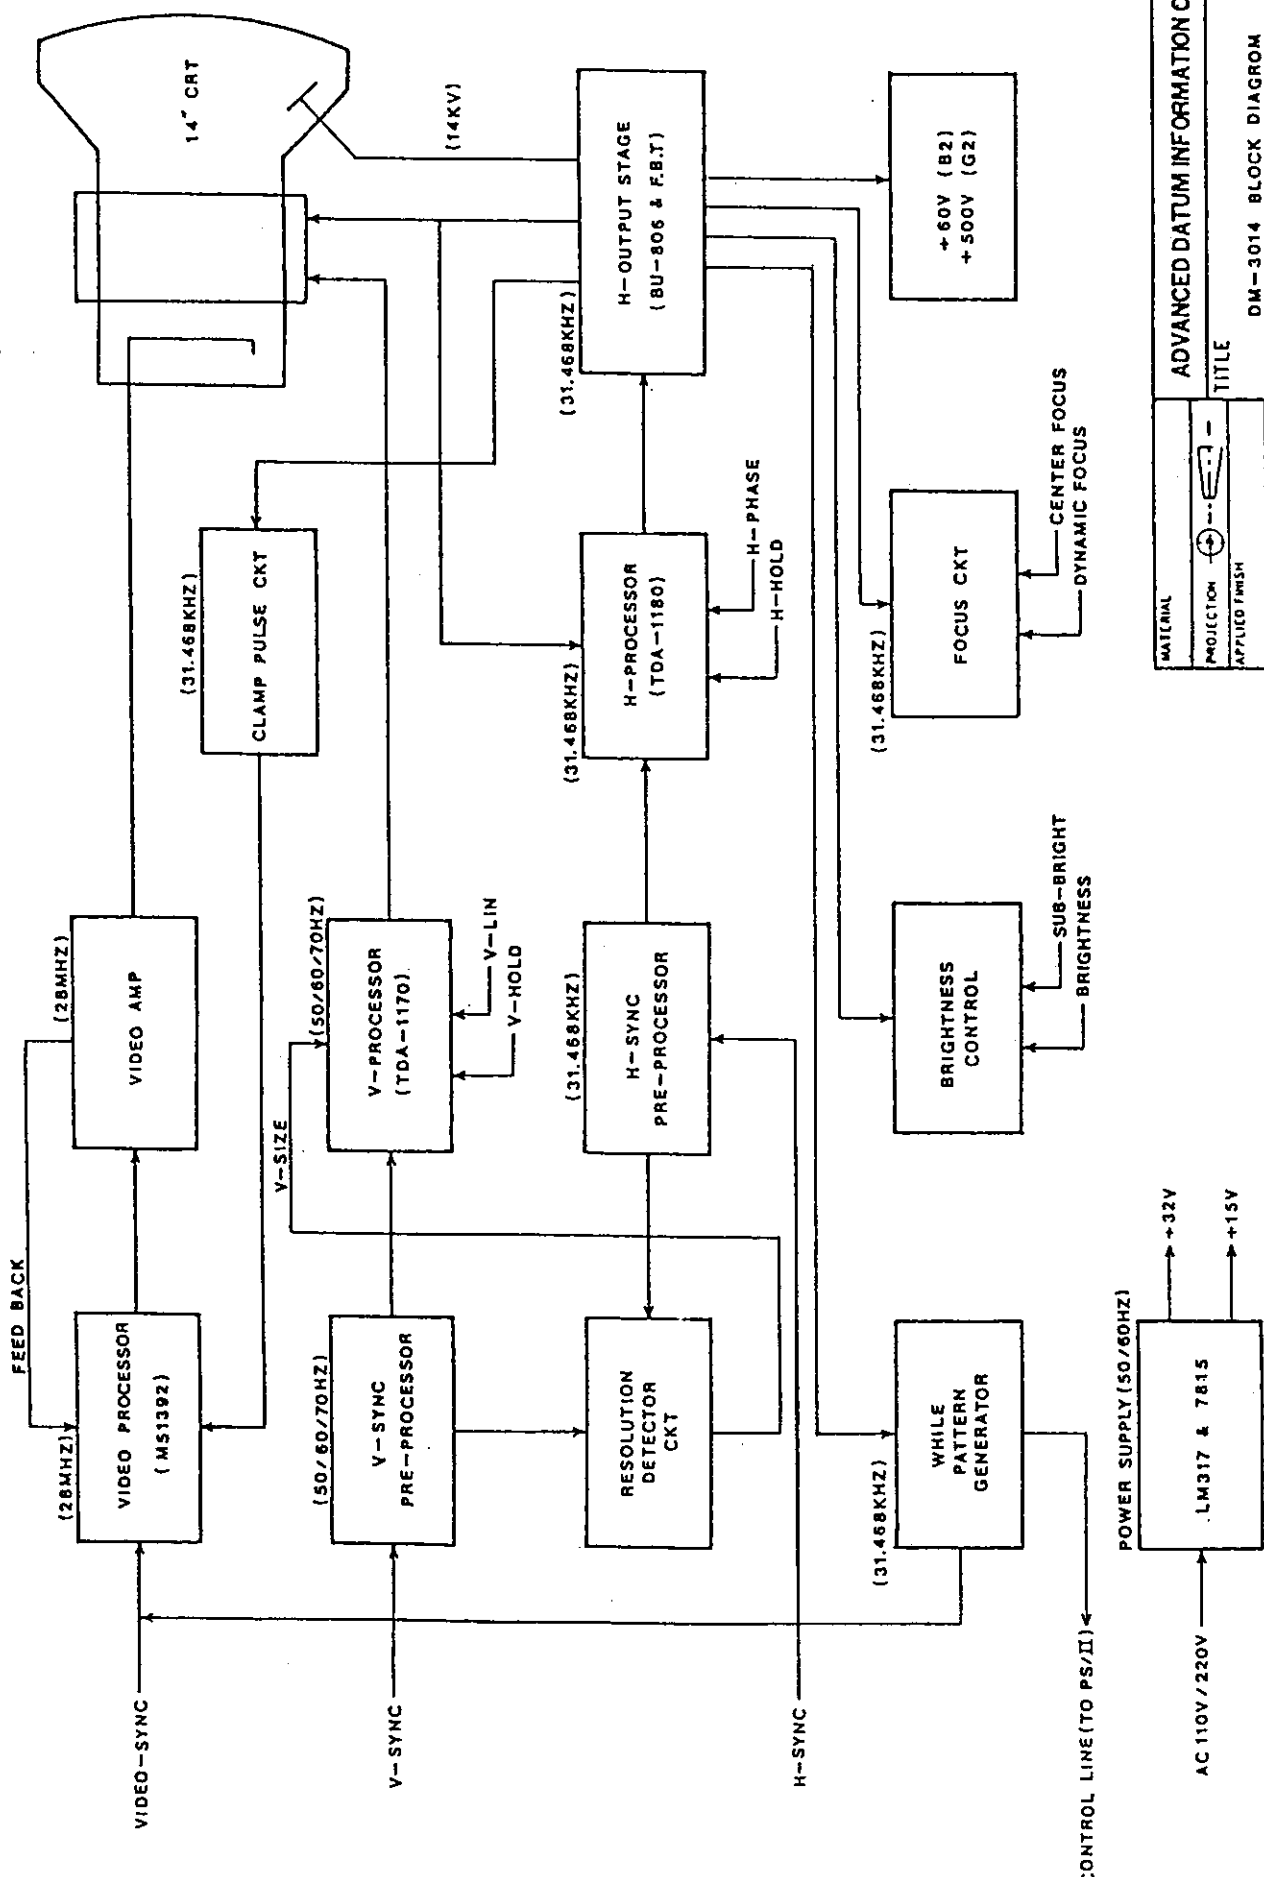 FEED BACK
(28MHZ)
VIDEO PROCESSOR
(M51392)
(28MHZ)
VIDEO AMP
14" CRT
VIDEO-SYNC
(31.468KHZ)
CLAMP PULSE CKT
(14KV)
V-SIZE
(50/60/70HZ)
V-SYNC
PRE-PROCESSOR
(50/60/70HZ)
V-PROCESSOR
(TDA-1170)
V-LIN
V-HOLD
V-SYNC
RESOLUTION
DETECTOR
CKT
(31.468KHZ)
H-SYNC
PRE-PROCESSOR
(31.468KHZ)
H-PROCESSOR
(TDA-1180)
H-PHASE
H-HOLD
(31.468KHZ)
H-OUTPUT STAGE
(BU-806 & F.B.T)
H-SYNC
(31.468KHZ)
WHILE
PATTERN
GENERATOR
BRIGHTNESS
CONTROL
SUB-BRIGHT
BRIGHTNESS
(31.468KHZ)
FOCUS CKT
CENTER FOCUS
DYNAMIC FOCUS
+60V (B2)
+500V (G2)
CONTROL LINE(TO PS/II)
POWER SUPPLY(50/60HZ)
LM317 & 7815
+32V
+15V
AC110V/220V
MATERIAL
PROJECTION
APPLIED FINISH
ADVANCED DATUM INFORMATION C
TITLE
DM-3014 BLOCK DIAGROM